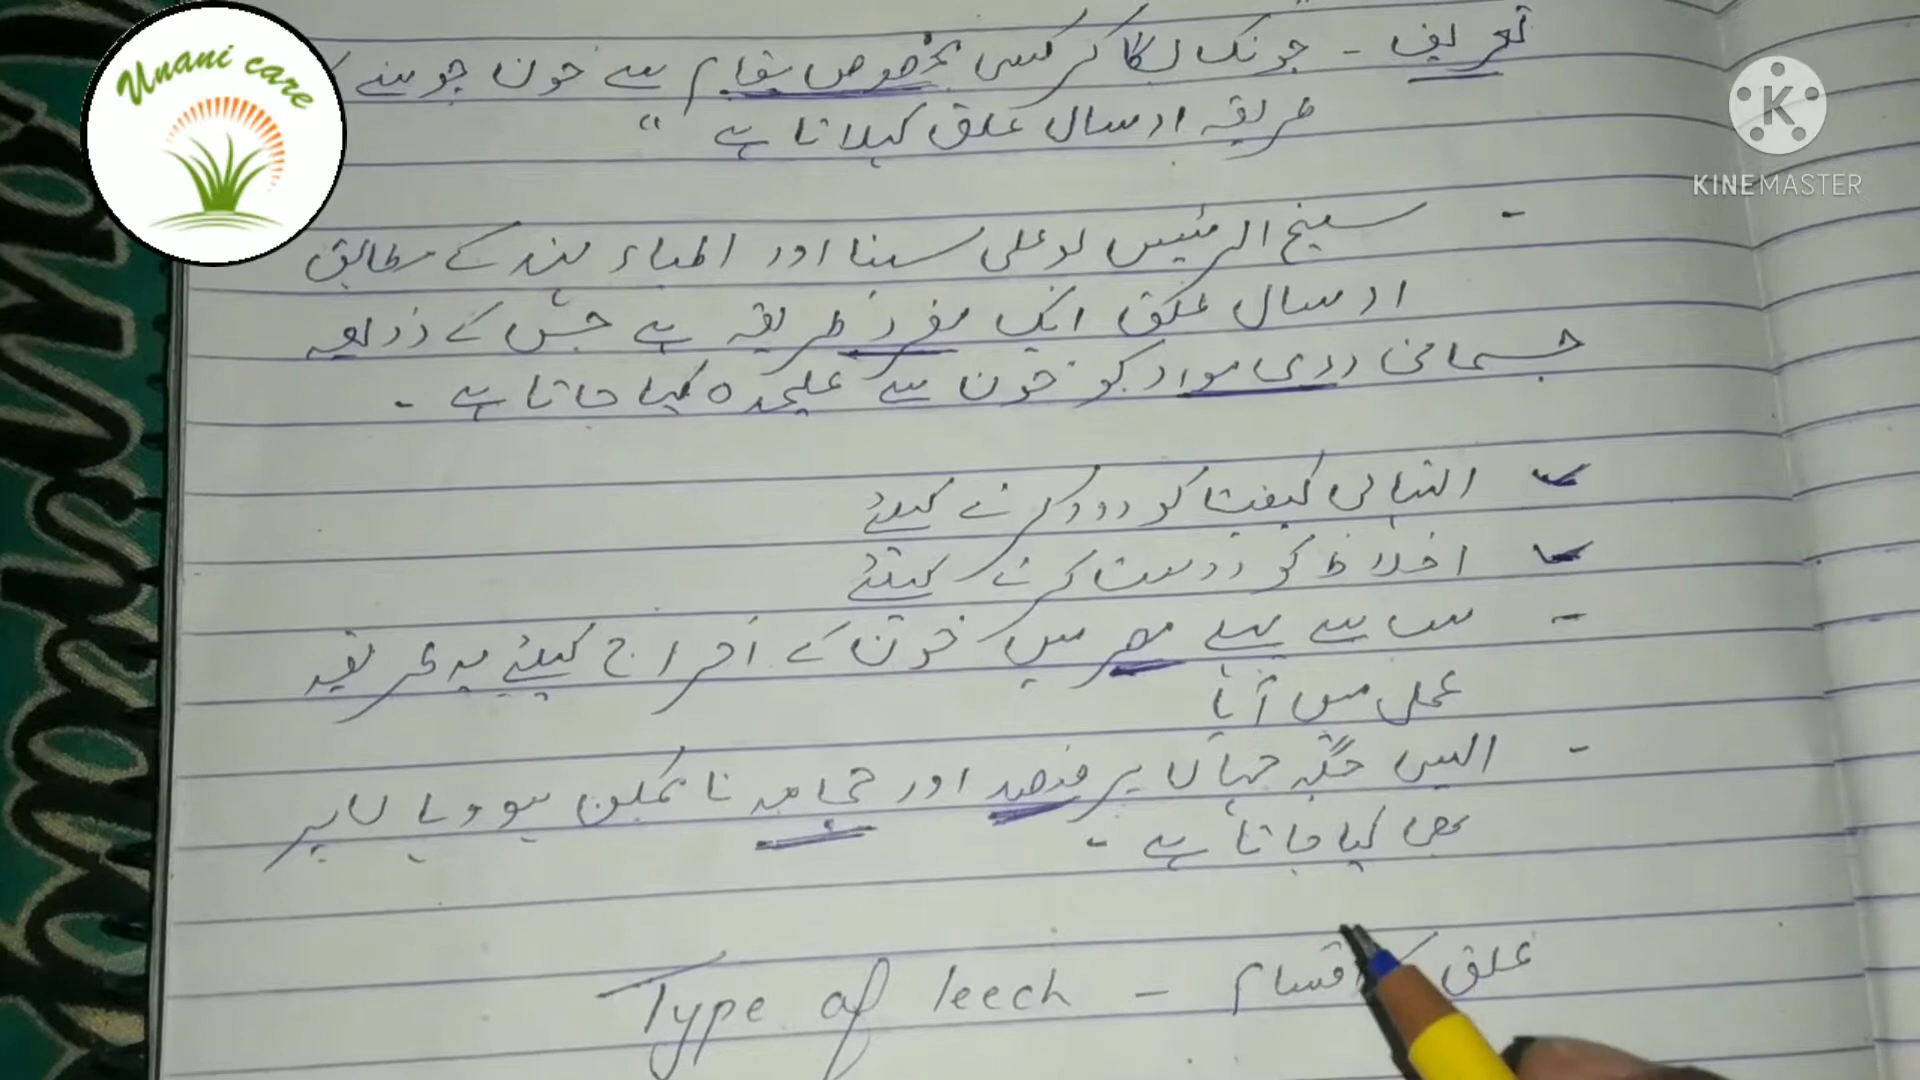 Unani care
K
KINEMASTER
تعریف - جونک لگا کر کسی مخصوص مقام سے خون چوسنے
طریقہ ارسال علق کہلاتا ہے "
- شیخ الرئیس بو علی سینا اور اطباء ہند کے مطابق
ارسال علق ایک مفرد طریقہ ہے جس کے ذریعہ
جسمانی ردی مواد کو خون سے علیحدہ کیا جاتا ہے -
التہابی کیفیت کو دور کرنے کیلئے
اخلاط کو درست کرنے کیلئے
- سب سے پہلے مصر میں خون کے اخراج کیلئے یہ طریقہ
عمل میں آیا
- ایسی جگہ جہاں پر فصد اور حجامہ ناممکن ہو وہاں پر
بھی کیا جاتا ہے -
علق اقسام - Type of leech